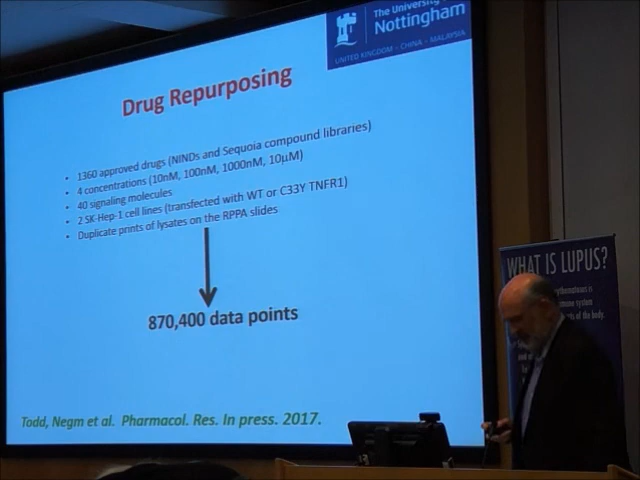 The University of
Nottingham
UNITED KINGDOM · CHINA · MALAYSIA
Drug Repurposing
• 1360 approved drugs (NINDs and Sequoia compound libraries)
• 4 concentrations (10nM, 100nM, 1000nM, 10µM)
• 40 signaling molecules
• 2 SK-Hep-1 cell lines (transfected with WT or C33Y TNFR1)
• Duplicate prints of lysates on the RPPA slides
870,400 data points
Todd, Negm et al. Pharmacol. Res. In press. 2017.
WHAT IS LUPUS?
of the body.